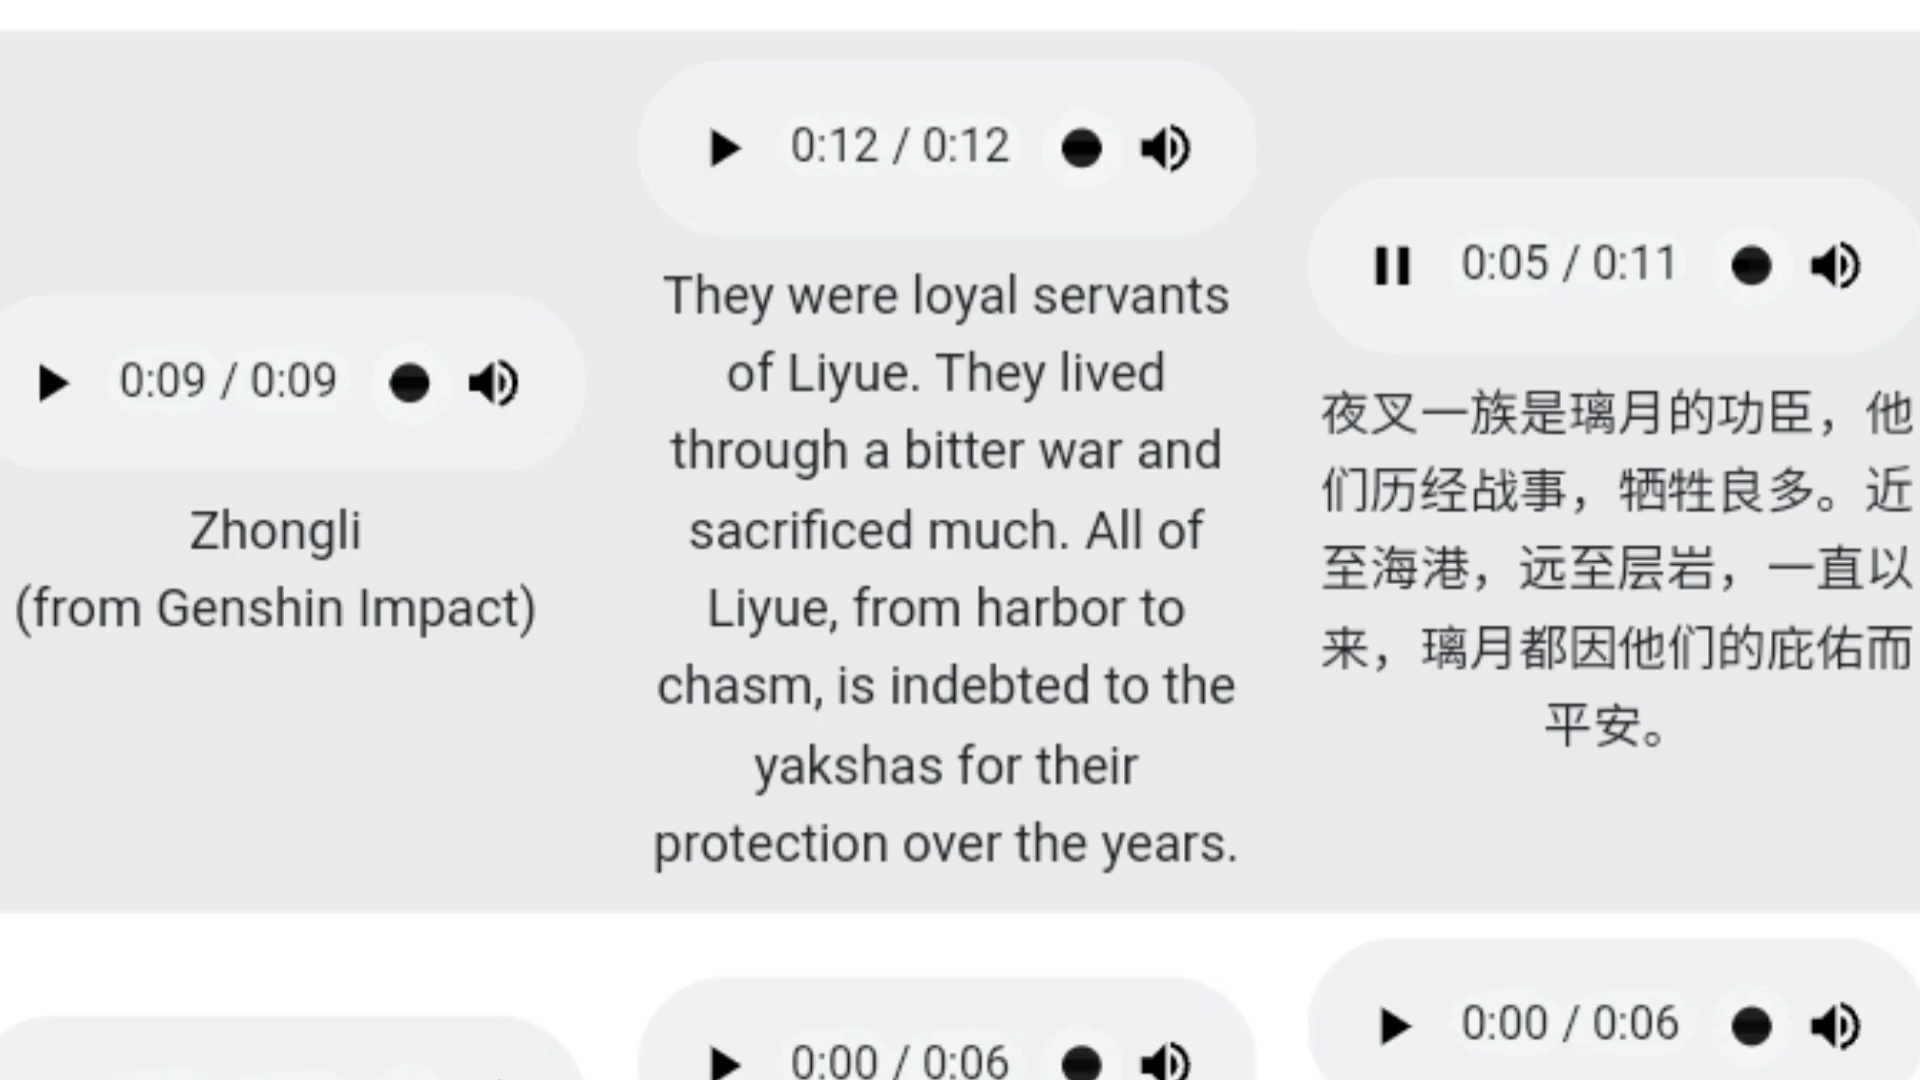 0:09 / 0:09
Zhongli
(from Genshin Impact)
0:12 / 0:12
They were loyal servants
of Liyue. They lived
through a bitter war and
sacrificed much. All of
Liyue, from harbor to
chasm, is indebted to the
yakshas for their
protection over the years.
0:05 / 0:11
夜叉一族是璃月的功臣，他
们历经战事，牺牲良多。近
至海港，远至层岩，一直以
来，璃月都因他们的庇佑而
平安。
0:00 / 0:06
0:00 / 0:06